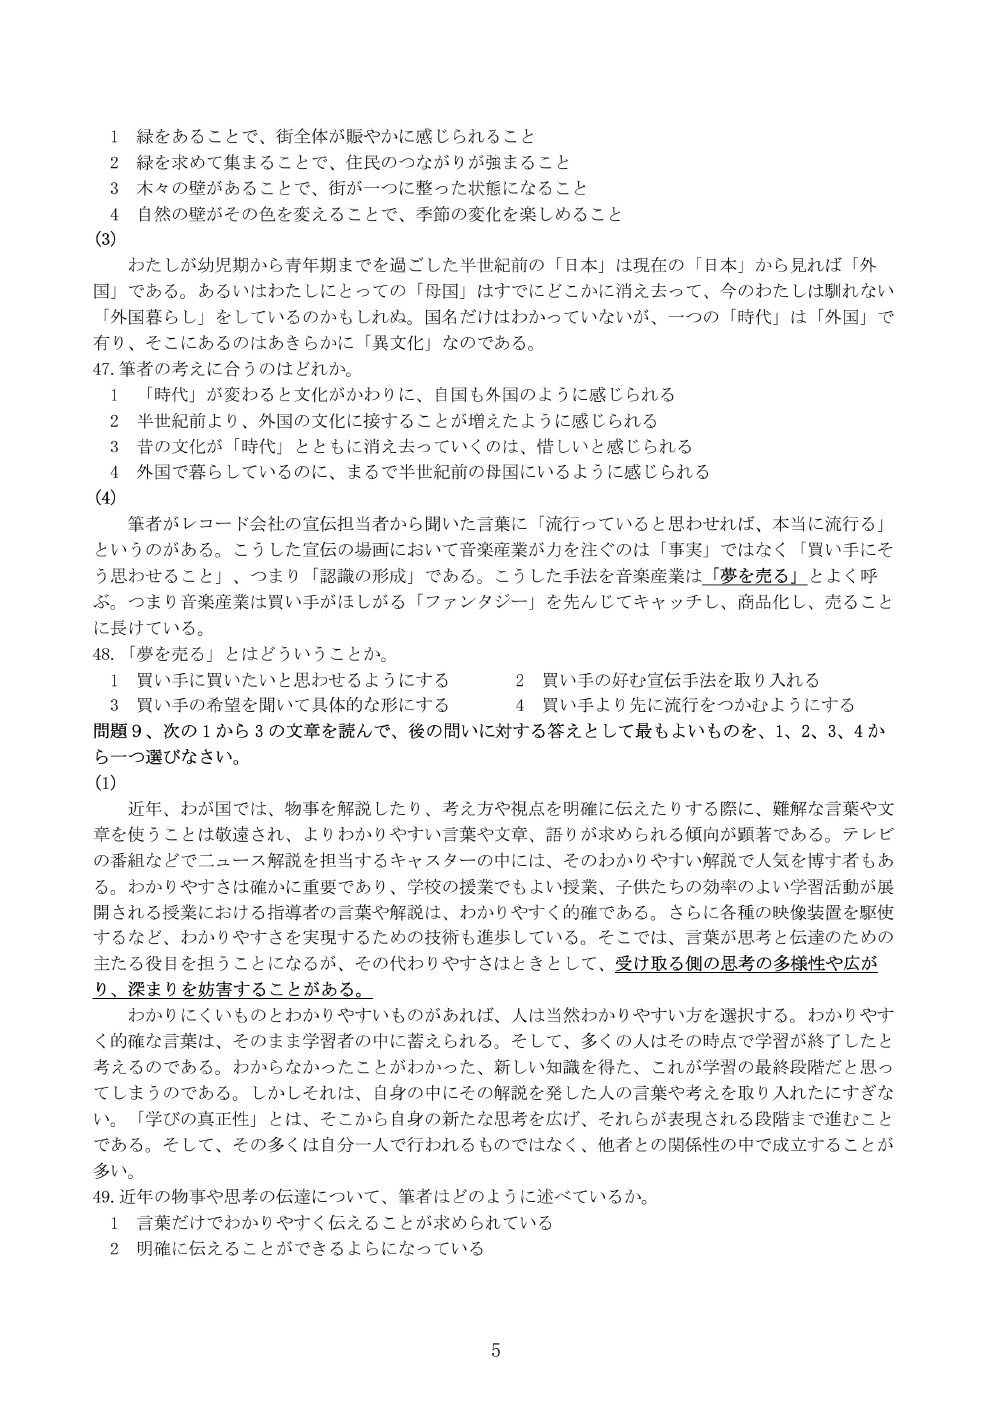 1　緑をあることで、街全体が賑やかに感じられること
2　緑を求めて集まることで、住民のつながりが強まること
3　木々の壁があることで、街が一つに整った状態になること
4　自然の壁がその色を変えることで、季節の変化を楽しめること
(3)
わたしが幼児期から青年期までを過ごした半世紀前の「日本」は現在の「日本」から見れば「外
国」である。あるいはわたしにとっての「母国」はすでにどこかに消え去って、今のわたしは馴れない
「外国暮らし」をしているのかもしれぬ。国名だけはわかっていないが、一つの「時代」は「外国」で
有り、そこにあるのはあきらかに「異文化」なのである。
47.筆者の考えに合うのはどれか。
1　「時代」が変わると文化がかわりに、自国も外国のように感じられる
2　半世紀前より、外国の文化に接することが増えたように感じられる
3　昔の文化が「時代」とともに消え去っていくのは、惜しいと感じられる
4　外国で暮らしているのに、まるで半世紀前の母国にいるように感じられる
(4)
筆者がレコード会社の宣伝担当者から聞いた言葉に「流行っていると思わせれば、本当に流行る」
というのがある。こうした宣伝の場画において音楽産業が力を注ぐのは「事実」ではなく「買い手にそ
う思わせること」、つまり「認識の形成」である。こうした手法を音楽産業は「夢を売る」とよく呼
ぶ。つまり音楽産業は買い手がほしがる「ファンタジー」を先んじてキャッチし、商品化し、売ること
に長けている。
48.「夢を売る」とはどういうことか。
1　買い手に買いたいと思わせるようにする　　　2　買い手の好む宣伝手法を取り入れる
3　買い手の希望を聞いて具体的な形にする　　　4　買い手より先に流行をつかむようにする
問題９、次の１から３の文章を読んで、後の問いに対する答えとして最もよいものを、1、2、3、4か
ら一つ選びなさい。
(1)
近年、わが国では、物事を解説したり、考え方や視点を明確に伝えたりする際に、難解な言葉や文
章を使うことは敬遠され、よりわかりやすい言葉や文章、語りが求められる傾向が顕著である。テレビ
の番組などで二ュース解説を担当するキャスターの中には、そのわかりやすい解説で人気を博す者もあ
る。わかりやすさは確かに重要であり、学校の援業でもよい授業、子供たちの効率のよい学習活動が展
開される授業における指導者の言葉や解説は、わかりやすく的確である。さらに各種の映像装置を駆使
するなど、わかりやすさを実現するための技術も進歩している。そこでは、言葉が思考と伝達のための
主たる役目を担うことになるが、その代わりやすさはときとして、受け取る側の思考の多様性や広が
り、深まりを妨害することがある。
わかりにくいものとわかりやすいものがあれば、人は当然わかりやすい方を選択する。わかりやす
く的確な言葉は、そのまま学習者の中に蓄えられる。そして、多くの人はその時点で学習が終了したと
考えるのである。わからなかったことがわかった、新しい知識を得た、これが学習の最終段階だと思っ
てしまうのである。しかしそれは、自身の中にその解説を発した人の言葉や考えを取り入れたにすぎな
い。「学びの真正性」とは、そこから自身の新たな思考を広げ、それらが表現される段階まで進むこと
である。そして、その多くは自分一人で行われるものではなく、他者との関係性の中で成立することが
多い。
49.近年の物事や思孝の伝達について、筆者はどのように述べているか。
1　言葉だけでわかりやすく伝えることが求められている
2　明確に伝えることができるよらになっている
5